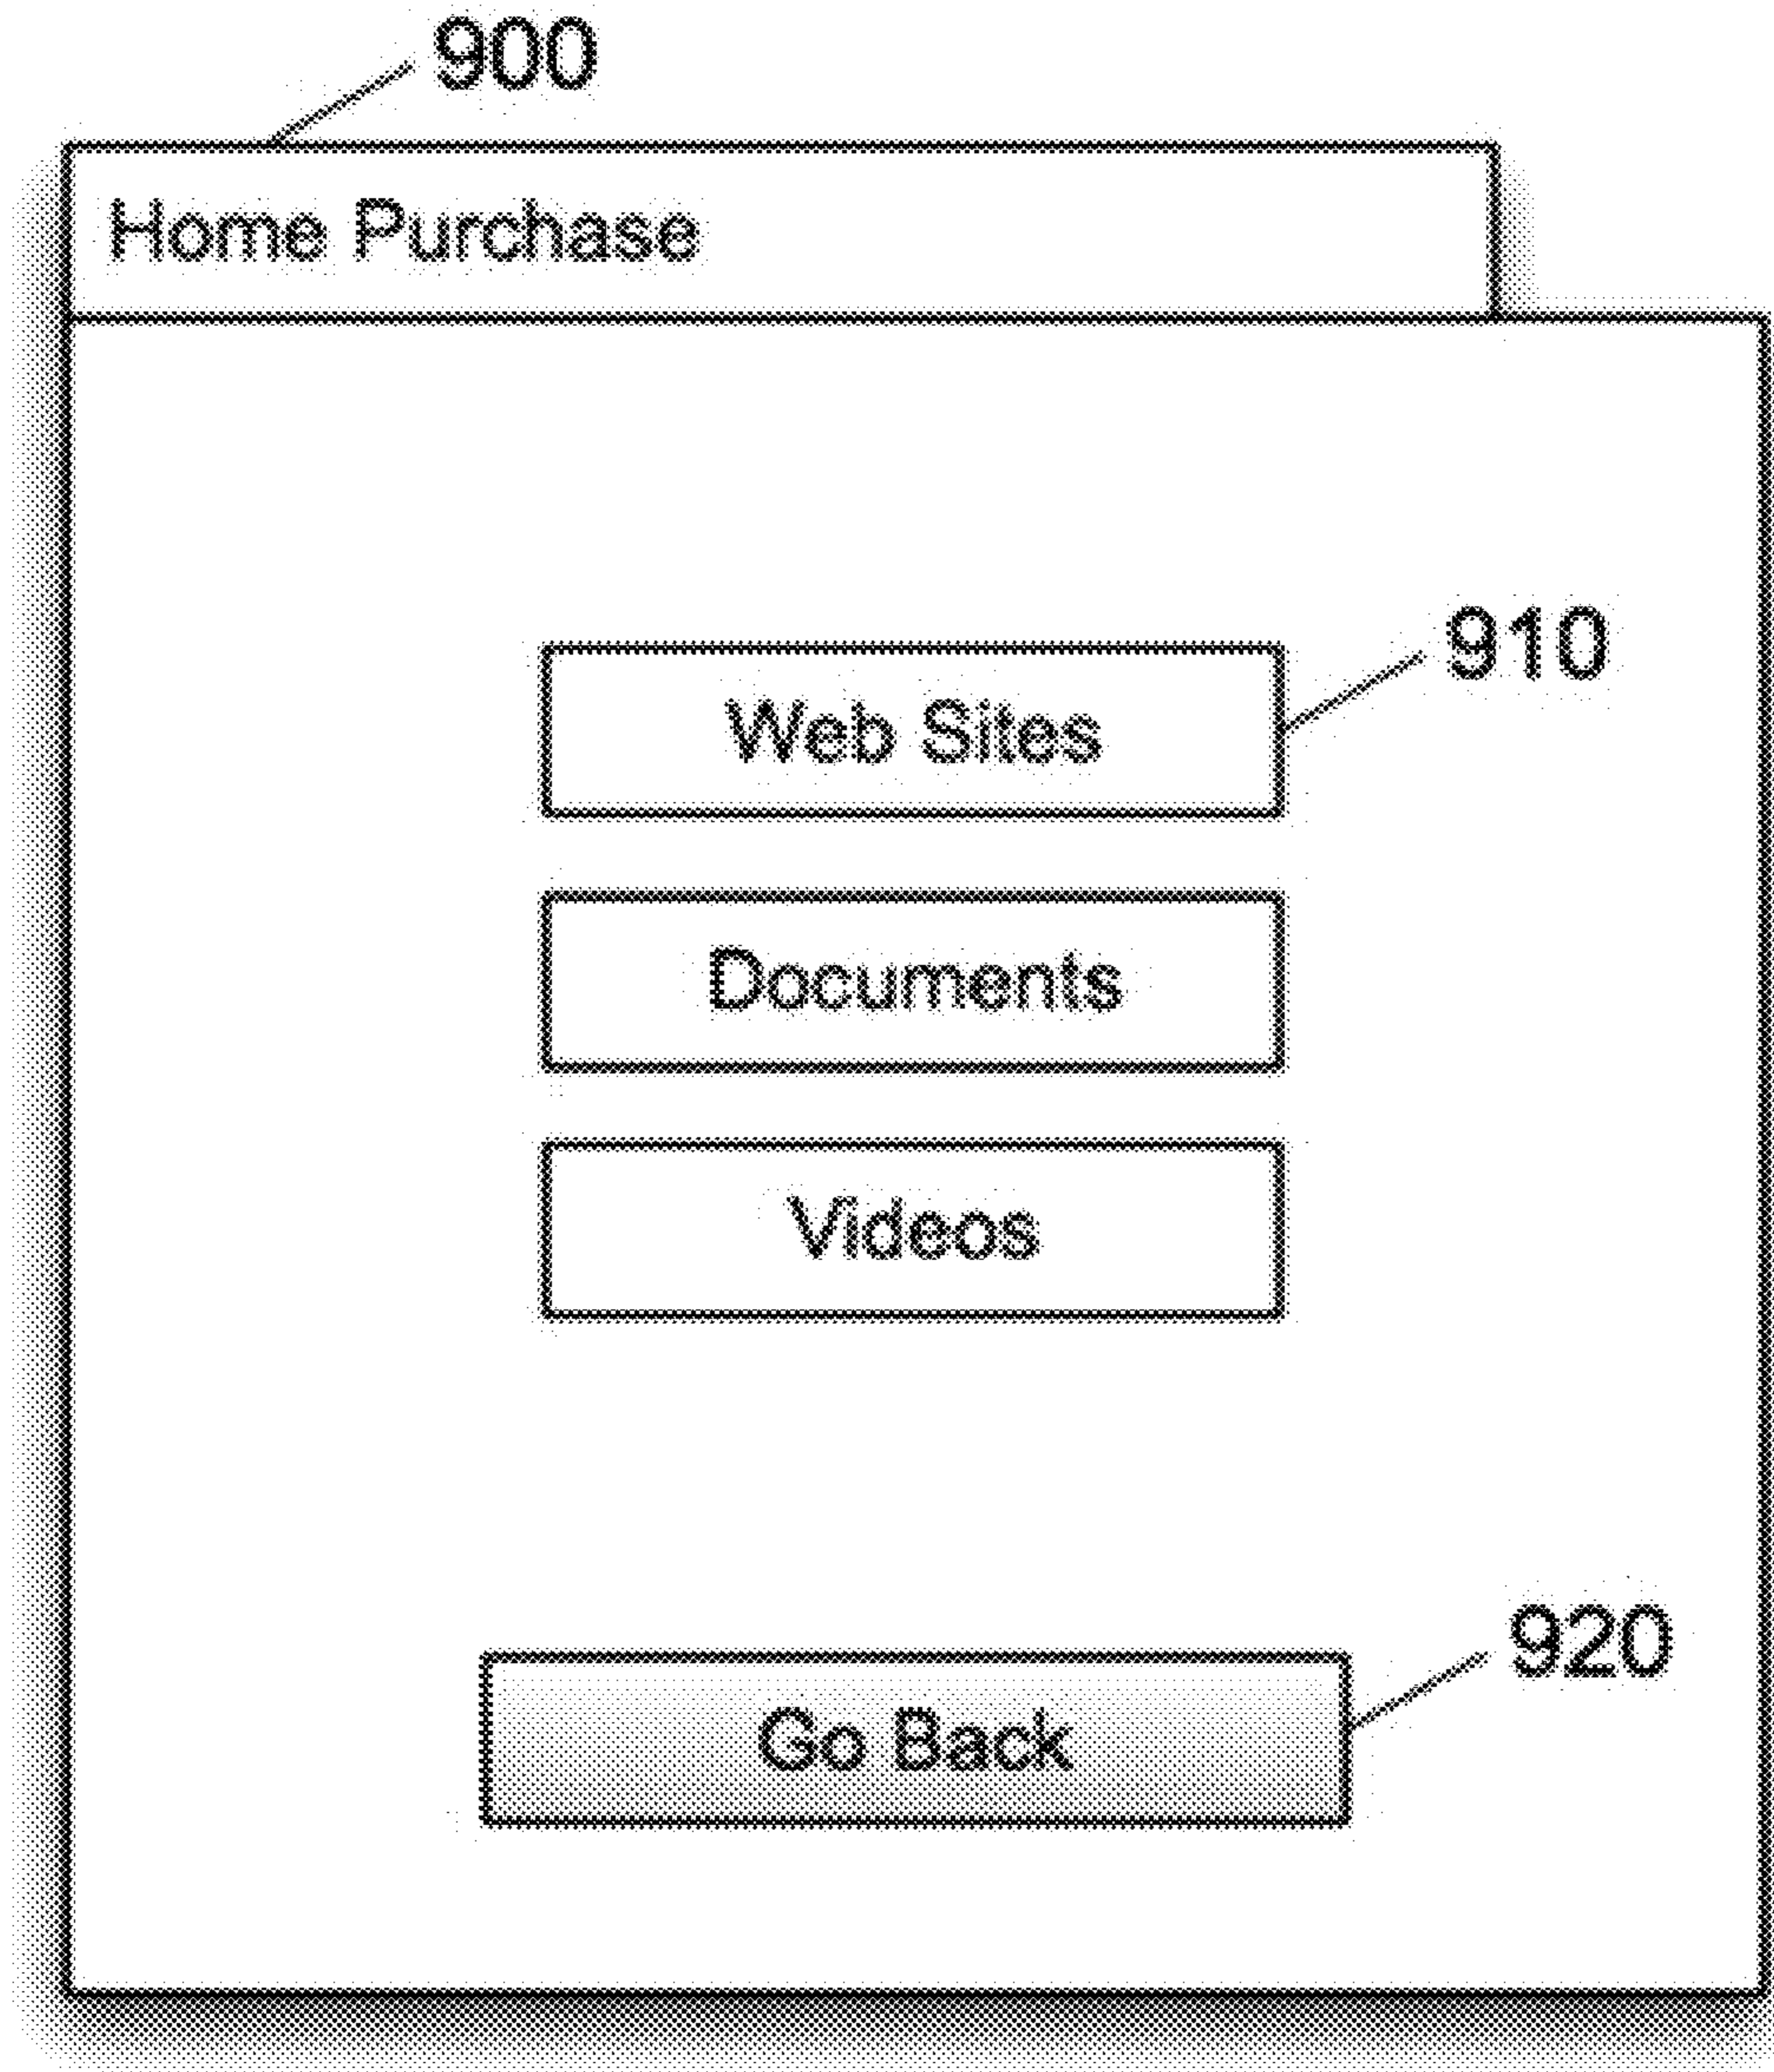 900
Home Purchase
910
Web Sites
Documents
Videos
920
Go Back